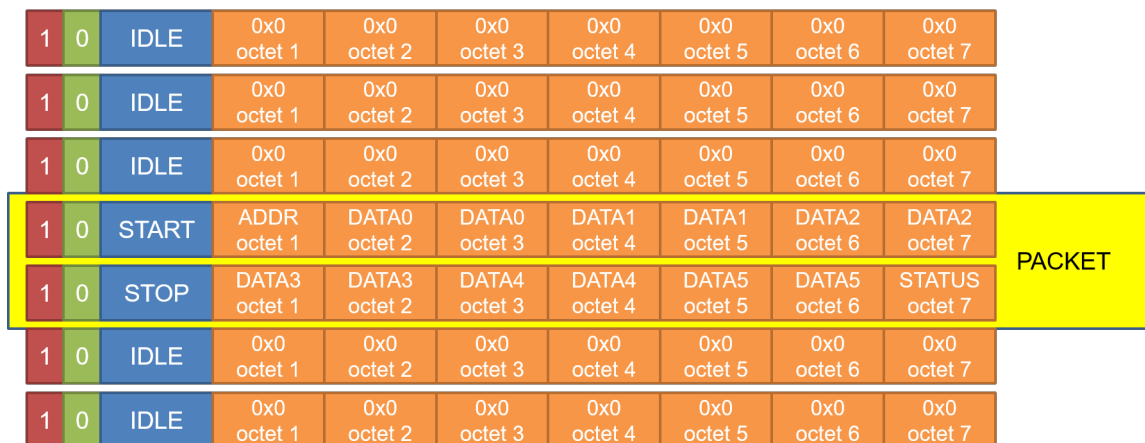 1 0 IDLE 0x0 0x0 0x0 0x0 0x0 0x0 0x0
octet 1 octet 2 octet 3 octet 4 octet 5 octet 6 octet 7
1 0 IDLE 0x0 0x0 0x0 0x0 0x0 0x0 0x0
octet 1 octet 2 octet 3 octet 4 octet 5 octet 6 octet 7
1 0 IDLE 0x0 0x0 0x0 0x0 0x0 0x0 0x0
octet 1 octet 2 octet 3 octet 4 octet 5 octet 6 octet 7
1 0 START ADDR DATA0 DATA0 DATA1 DATA1 DATA2 DATA2
octet 1 octet 2 octet 3 octet 4 octet 5 octet 6 octet 7
PACKET
1 0 STOP DATA3 DATA3 DATA4 DATA4 DATA5 DATA5 STATUS
octet 1 octet 2 octet 3 octet 4 octet 5 octet 6 octet 7
1 0 IDLE 0x0 0x0 0x0 0x0 0x0 0x0 0x0
octet 1 octet 2 octet 3 octet 4 octet 5 octet 6 octet 7
1 0 IDLE 0x0 0x0 0x0 0x0 0x0 0x0 0x0
octet 1 octet 2 octet 3 octet 4 octet 5 octet 6 octet 7